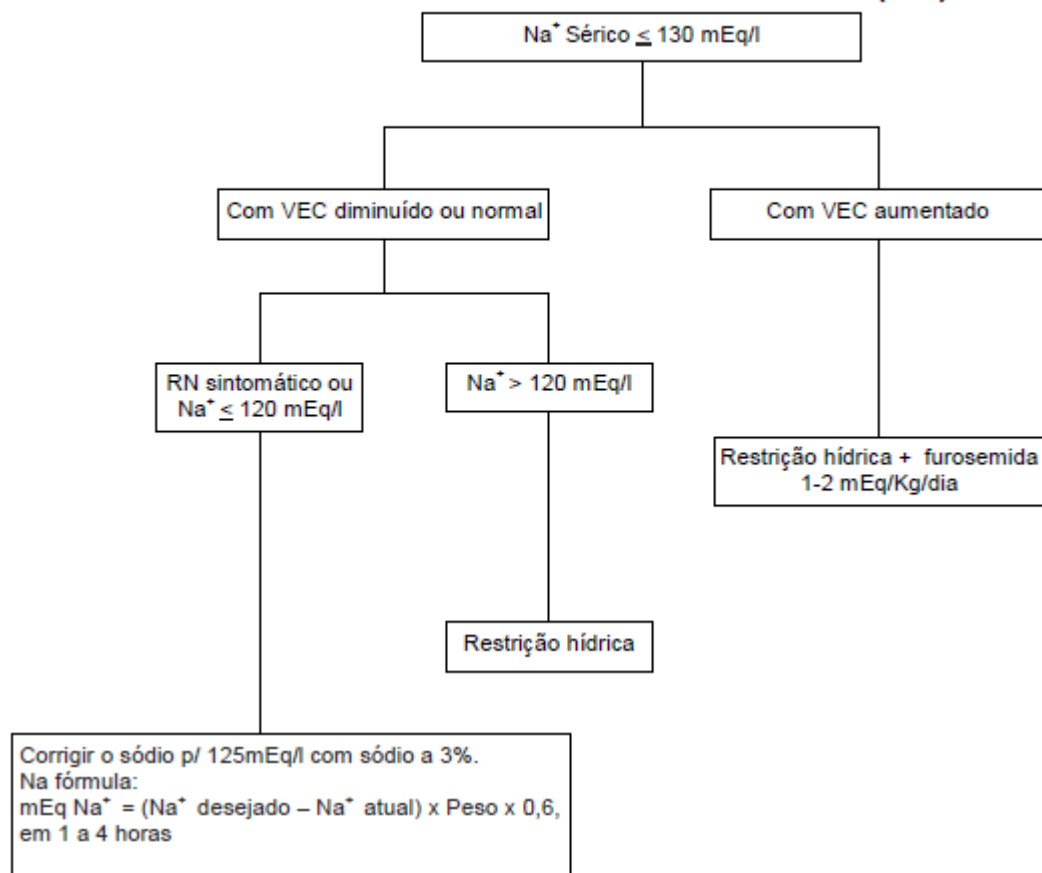 Na⁺ Sérico ≤ 130 mEq/l
Com VEC diminuído ou normal
Com VEC aumentado
RN sintomático ou
Na⁺ ≤ 120 mEq/l
Na⁺ > 120 mEq/l
Restrição hídrica + furosemida
1-2 mEq/Kg/dia
Restrição hídrica
Corrigir o sódio p/ 125mEq/l com sódio a 3%.
Na fórmula:
mEq Na⁺ = (Na⁺ desejado – Na⁺ atual) x Peso x 0,6,
em 1 a 4 horas